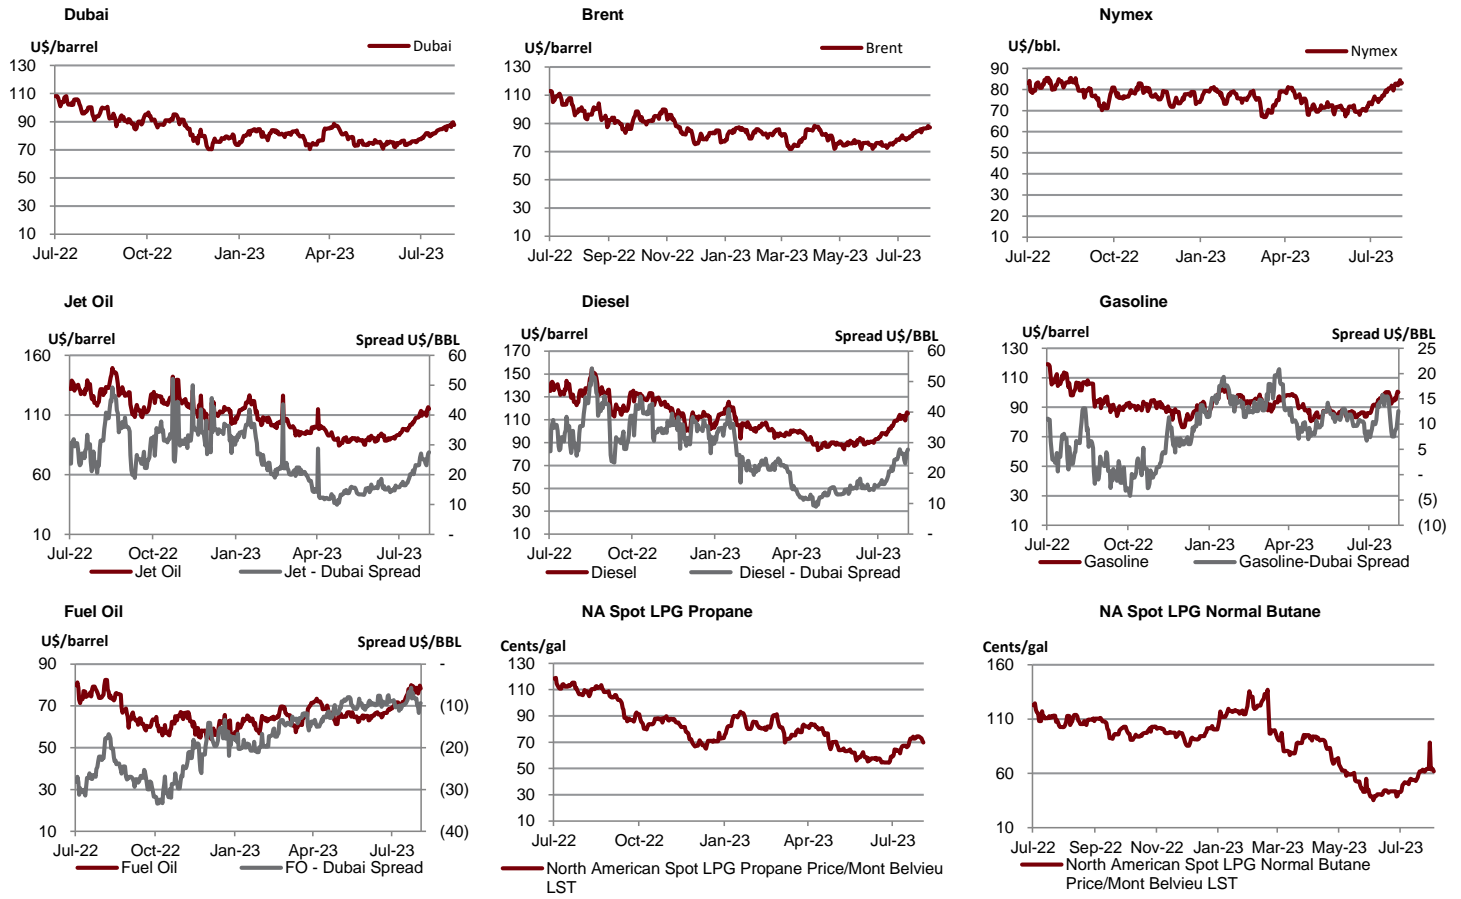 Dubai
U$/barrel
Dubai
130
110
90
70
50
30
10
Jul-22 Oct-22 Jan-23 Apr-23 Jul-23
Brent
U$/barrel
Brent
130
110
90
70
50
30
10
Jul-22 Sep-22 Nov-22 Jan-23 Mar-23 May-23 Jul-23
Nymex
U$/bbl.
Nymex
90
80
70
60
50
40
30
20
10
Jul-22 Oct-22 Jan-23 Apr-23 Jul-23
Jet Oil
U$/barrel Spread U$/BBL
160 60
50
110 40
30
60 20
10
10 -
Jul-22 Oct-22 Jan-23 Apr-23 Jul-23
Jet Oil Jet - Dubai Spread
Diesel
U$/barrel Spread U$/BBL
170 60
150 50
130
110 40
90 30
70 20
50
30 10
10 -
Jul-22 Oct-22 Jan-23 Apr-23 Jul-23
Diesel Diesel - Dubai Spread
Gasoline
U$/barrel Spread U$/BBL
130 25
110 20
90 15
70 10
50 5
30 -
10 (5)
(10)
Jul-22 Oct-22 Jan-23 Apr-23 Jul-23
Gasoline Gasoline-Dubai Spread
Fuel Oil
U$/barrel Spread U$/BBL
90 -
70 (10)
50 (20)
30 (30)
10 (40)
Jul-22 Oct-22 Jan-23 Apr-23 Jul-23
Fuel Oil FO - Dubai Spread
NA Spot LPG Propane
Cents/gal
130
110
90
70
50
30
10
Jul-22 Oct-22 Jan-23 Apr-23 Jul-23
North American Spot LPG Propane Price/Mont Belvieu
LST
NA Spot LPG Normal Butane
Cents/gal
160
110
60
10
Jul-22 Sep-22 Nov-22 Jan-23 Mar-23 May-23 Jul-23
North American Spot LPG Normal Butane
Price/Mont Belvieu LST